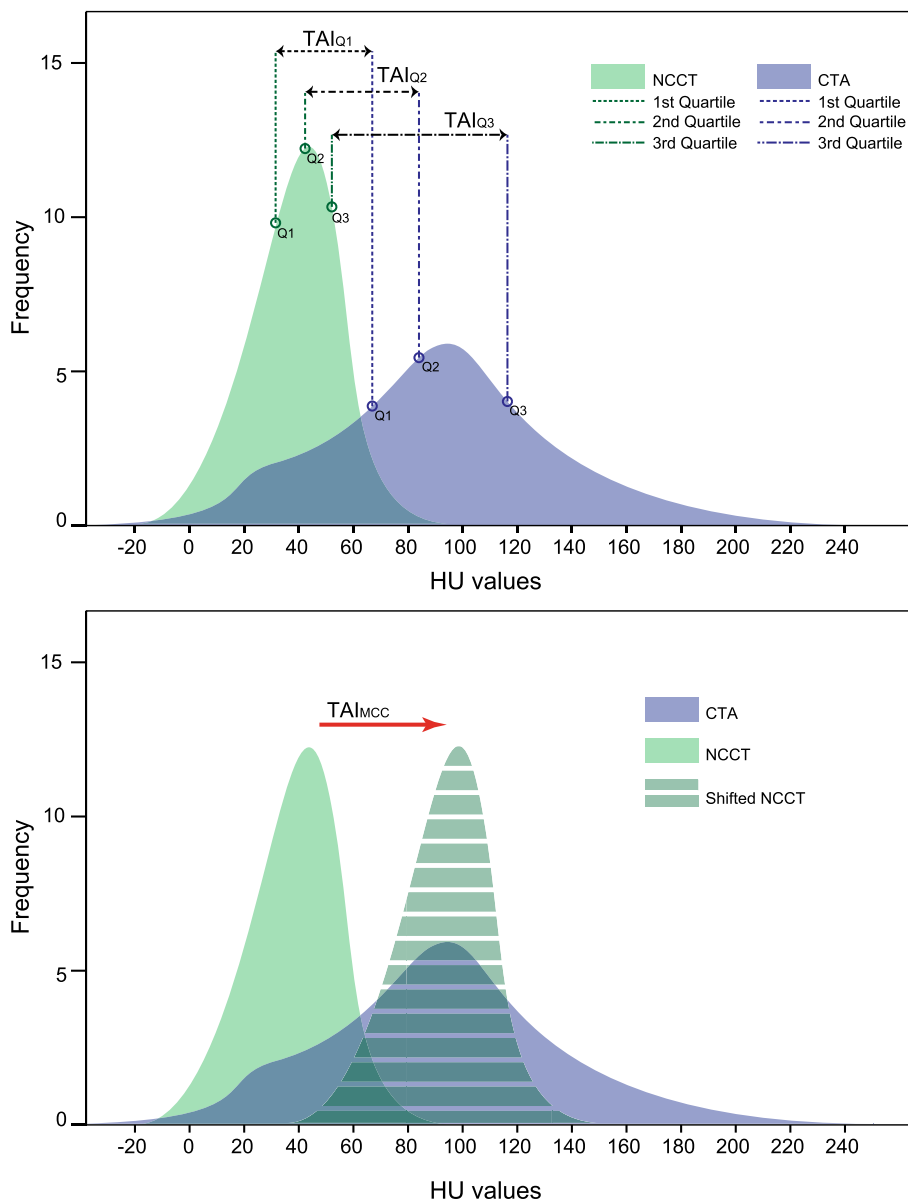 TAIQ1
TAIQ2
TAIQ3
NCCT
1st Quartile
2nd Quartile
3rd Quartile
CTA
1st Quartile
2nd Quartile
3rd Quartile
Q1
Q2
Q3
Q1
Q2
Q3
Frequency
15
10
5
0
-20 0 20 40 60 80 100 120 140 160 180 200 220 240
HU values
TAIMCC
CTA
NCCT
Shifted NCCT
Frequency
15
10
5
0
-20 0 20 40 60 80 100 120 140 160 180 200 220 240
HU values